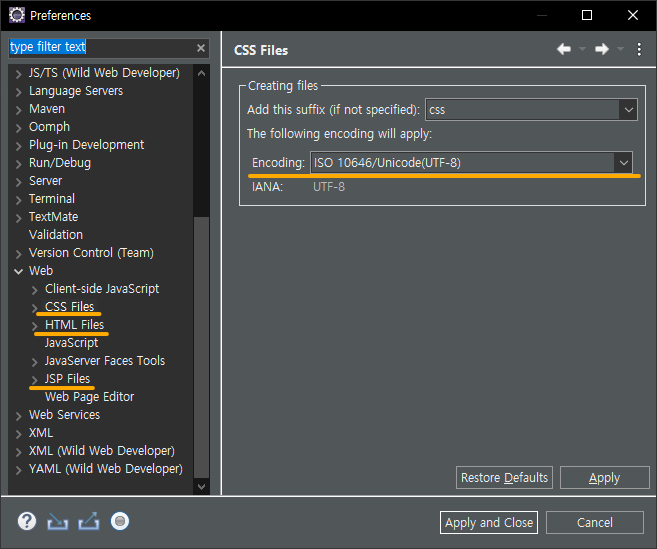 Preferences
type filter text
JS/TS (Wild Web Developer)
Language Servers
Maven
Oomph
Plug-in Development
Run/Debug
Server
Terminal
TextMate
Validation
Version Control (Team)
Web
Client-side JavaScript
CSS Files
HTML Files
JavaScript
JavaServer Faces Tools
JSP Files
Web Page Editor
Web Services
XML
XML (Wild Web Developer)
YAML (Wild Web Developer)
CSS Files
Creating files
Add this suffix (if not specified): css
The following encoding will apply:
Encoding: ISO 10646/Unicode(UTF-8)
IANA: UTF-8
Restore Defaults Apply
Apply and Close Cancel